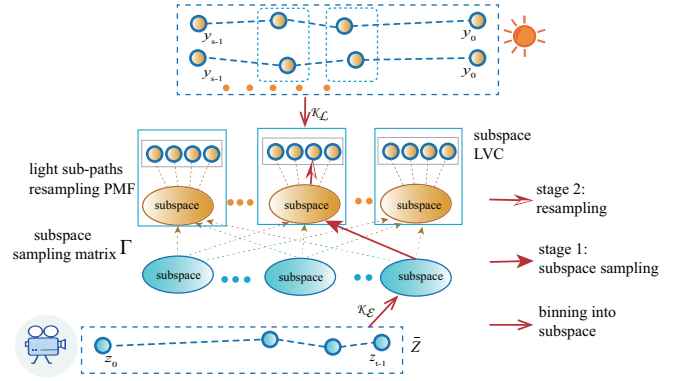 y_{s-1}
y_0
y_{s-1}
y_0
𝒦_ℒ
subspace
LVC
light sub-paths
resampling PMF
subspace
subspace
subspace
stage 2:
resampling
subspace
sampling matrix Γ
subspace
subspace
subspace
stage 1:
subspace sampling
𝒦_ℰ
binning into
subspace
z_0
z_{t-1}
Z̄